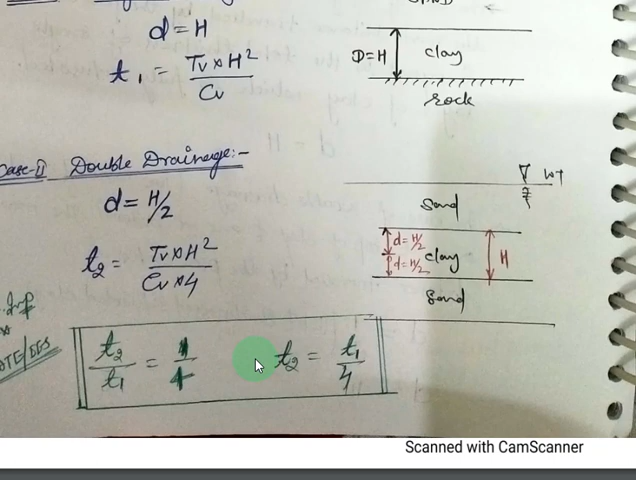 SAND
d = H
D=H clay
t₁ = Tv×H²/Cv
rock
Case-II Double Drainage:-
WT
d = H/2
Sand
d=H/2
clay H
d=H/2
t₂ = Tv×H²/Cv×4
Sand
t₂/t₁ = 1/4 t₂ = t₁/4
Scanned with CamScanner